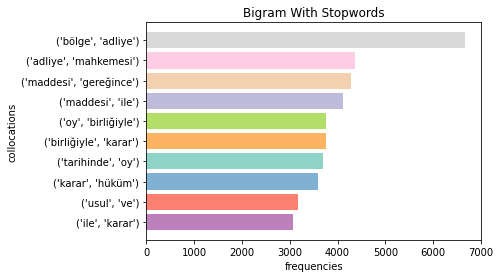 Bigram With Stopwords
collocations
('bölge', 'adliye')
('adliye', 'mahkemesi')
('maddesi', 'gereğince')
('maddesi', 'ile')
('oy', 'birliğiyle')
('birliğiyle', 'karar')
('tarihinde', 'oy')
('karar', 'hüküm')
('usul', 've')
('ile', 'karar')
0 1000 2000 3000 4000 5000 6000 7000
frequencies